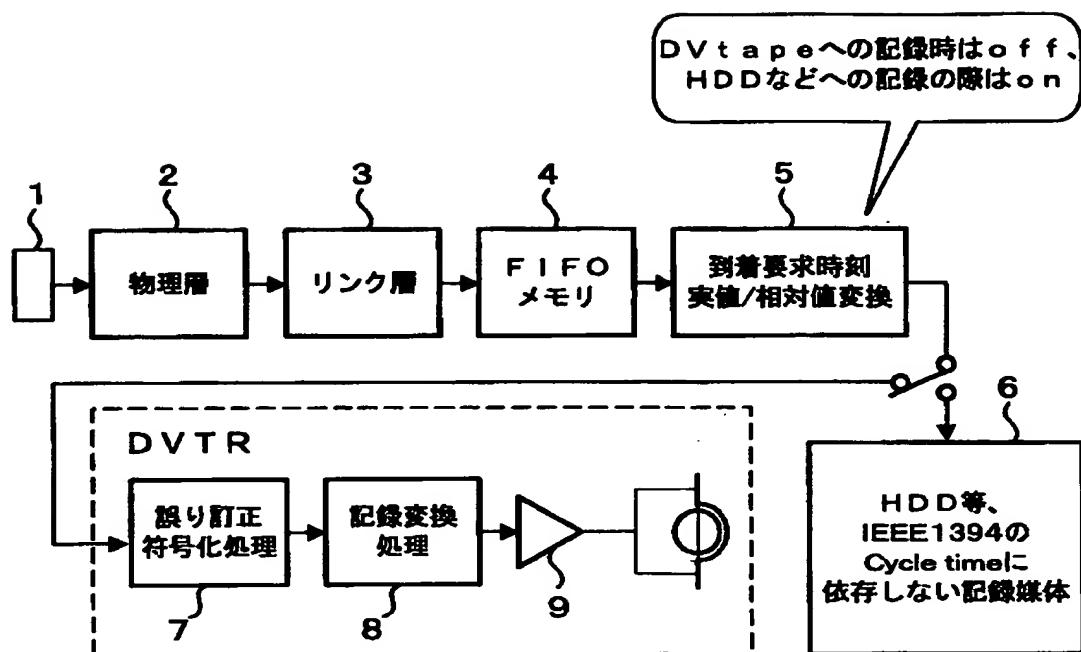 DVtapeへの記録時はoff、
HDDなどへの記録の際はon
1
2
3
4
5
物理層
リンク層
FIFO
メモリ
到着要求時刻
実値/相対値変換
6
DVTR
誤り訂正
符号化処理
記録変換
処理
HDD等、
IEEE1394の
Cycle timeに
依存しない記録媒体
7
8
9